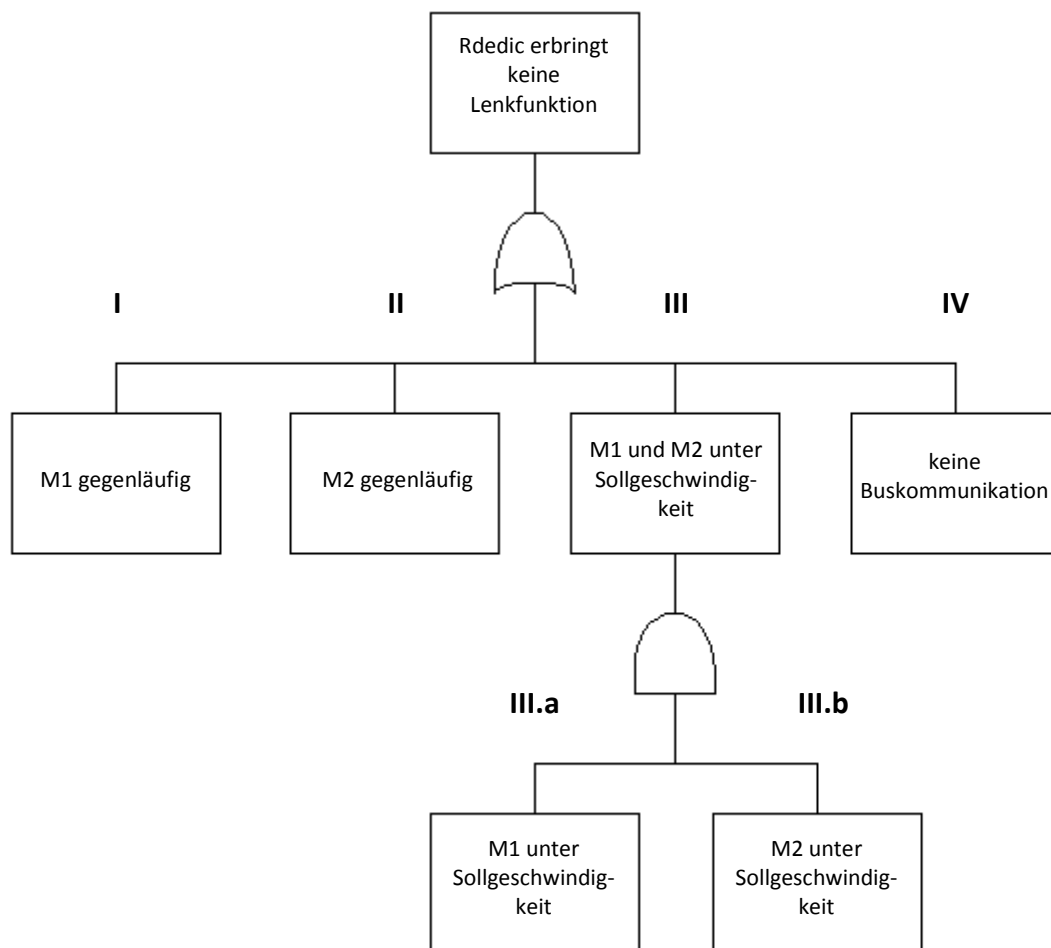 Rdedic erbringt
keine
Lenkfunktion
I
II
III
IV
M1 gegenläufig
M2 gegenläufig
M1 und M2 unter
Sollgeschwindig-
keit
keine
Buskommunikation
III.a
III.b
M1 unter
Sollgeschwindig-
keit
M2 unter
Sollgeschwindig-
keit